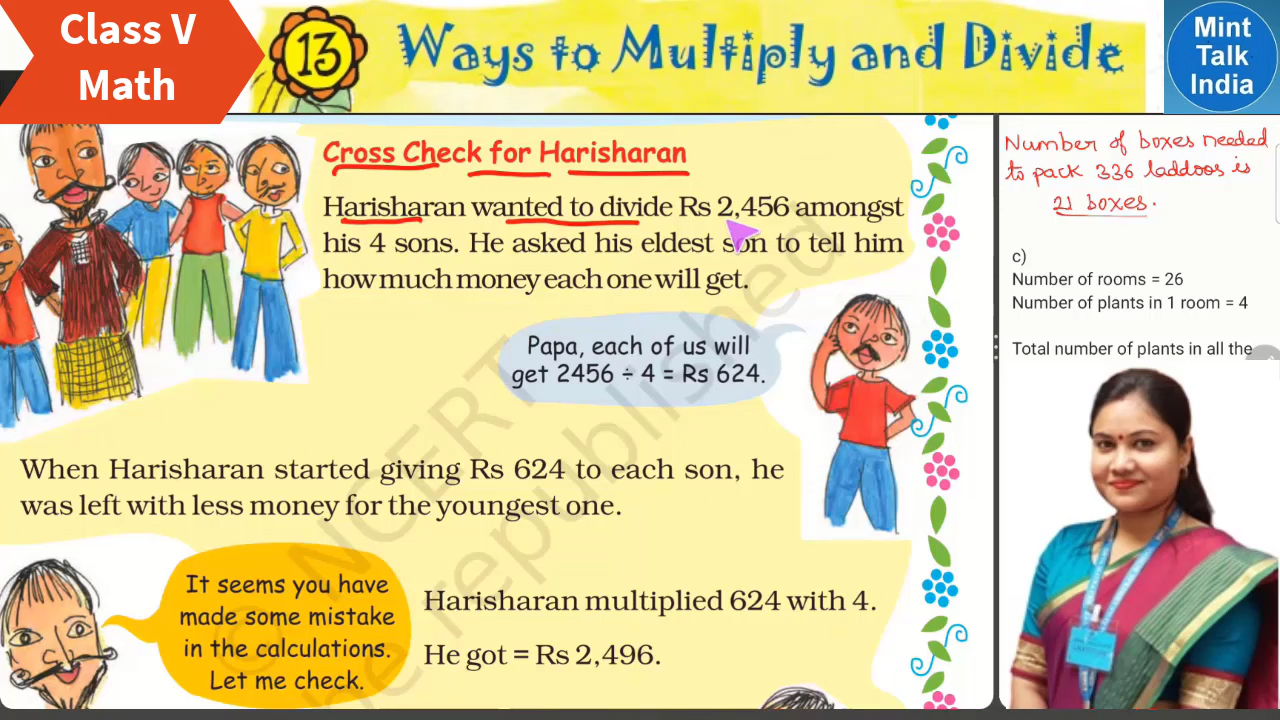 Class V
Math
13
Ways to Multiply and Divide
Mint
Talk
India
Cross Check for Harisharan
Harisharan wanted to divide Rs 2,456 amongst
his 4 sons. He asked his eldest son to tell him
how much money each one will get.
Papa, each of us will
get 2456 ÷ 4 = Rs 624.
When Harisharan started giving Rs 624 to each son, he
was left with less money for the youngest one.
It seems you have
made some mistake
in the calculations.
Let me check.
Harisharan multiplied 624 with 4.
He got = Rs 2,496.
© NCERT
be republished
Number of boxes needed
to pack 336 laddoos is
21 boxes.
c)
Number of rooms = 26
Number of plants in 1 room = 4
Total number of plants in all the